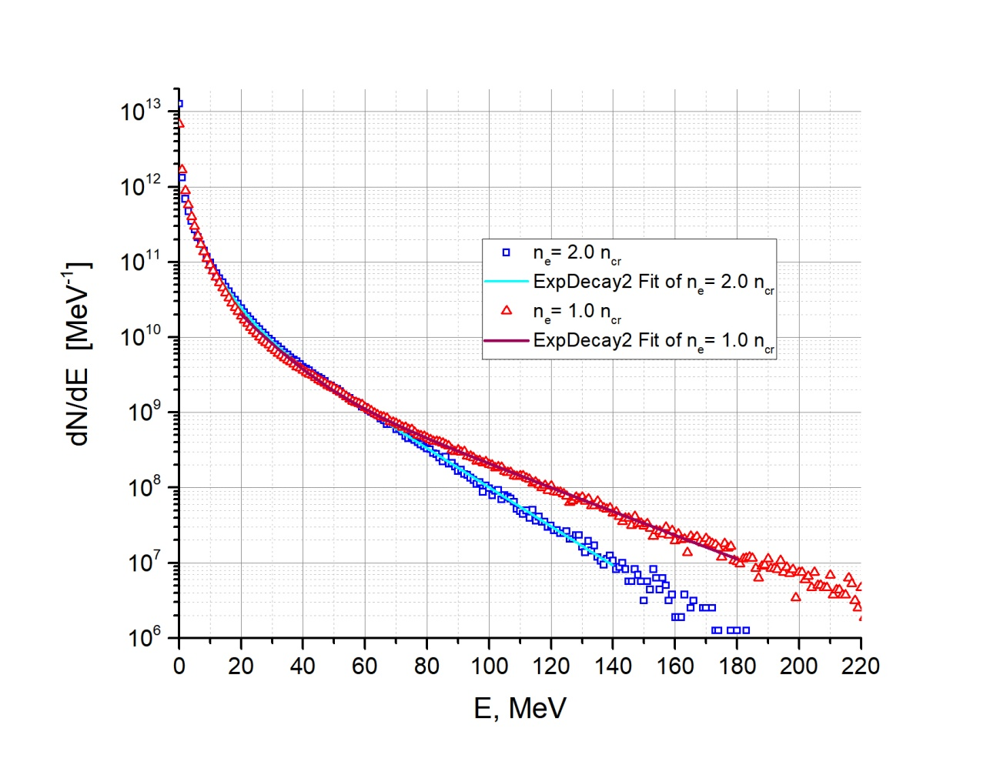 10^13
10^12
10^11
10^10
10^9
10^8
10^7
10^6
dN/dE [MeV^-1]
n_e= 2.0 n_cr
ExpDecay2 Fit of n_e= 2.0 n_cr
n_e= 1.0 n_cr
ExpDecay2 Fit of n_e= 1.0 n_cr
0 20 40 60 80 100 120 140 160 180 200 220
E, MeV